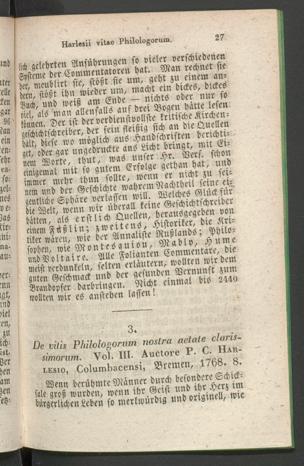 Harlesii vitae Philologorum. 27
sich gelehrten Anführungen so vieler verschiedenen
Systeme der Commentatoren hat. Man rechnet sie
der, meublirt sie, stößt sie um, geht zu einem an-
dern, stößt ihn wieder um, macht ein dickes, dickes
Buch, und weiß am Ende — nichts oder nur so
viel, als man allenfalls auf drei Bogen hätte lesen
können. Der ist der verdienstvollste kritische Kirchen-
geschichtschreiber, der sein fleißig sich an die Quellen
hält, diese wo möglich aus Handschriften berichti-
get, oder gar ungedruckte ans Licht bringt, mit Ei-
nem Worte, thut, was unser Hr. Verf. schon
einigemal mit so gutem Erfolge gethan hat, und
immer mehr thun sollte, wenn er nicht zu sei-
nem und der Geschichte wahrem Nachtheil seine ei-
gentliche Sphäre verlassen will. Welches Glück für
die Welt, wenn wir überall keine Geschichtschreiber
hätten, als erstlich Quellen, herausgegeben von
einem Fäßlin; zweitens, Historiker, die Kri-
tiker wären, wie der Annaliste Rußlands; Philo-
sophen, wie Montesquiou, Mably, Hume
und Voltaire. Alle Folianten Commentare, die
meist verdunkeln, selten erläutern, wollten wir dem
guten Geschmack und der gesunden Vernunft zum
Brandopfer darbringen. Nicht einmal bis 2440
wollten wir es anstehen lassen!
3.
De vitis Philologorum nostra aetate claris-
simorum. Vol. III. Auctore P. C. HAR-
LESIO, Columbacensi, Bremen, 1768. 8.
Wenn berühmte Männer durch besondere Schick-
sale groß wurden, wenn ihr Geist und ihr Herz im
bürgerlichen Leben so merkwürdig und originell, wie